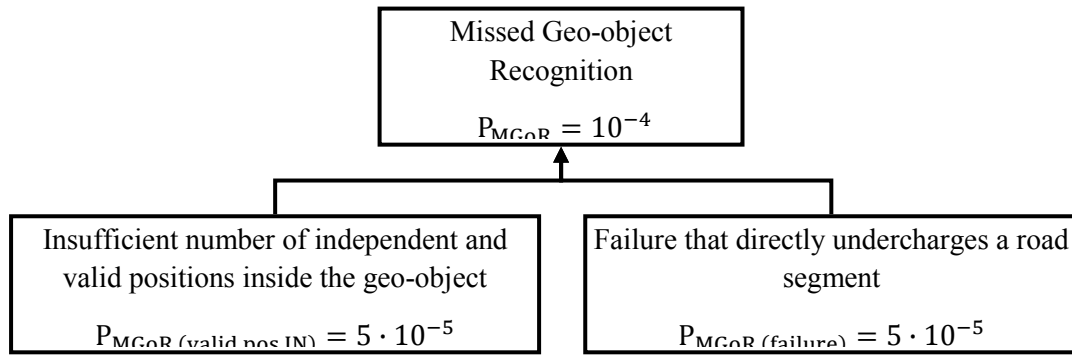 Missed Geo-object
Recognition
P_MGoR = 10⁻⁴
Insufficient number of independent and
valid positions inside the geo-object
P_MGoR (valid pos IN) = 5 · 10⁻⁵
Failure that directly undercharges a road
segment
P_MGoR (failure) = 5 · 10⁻⁵